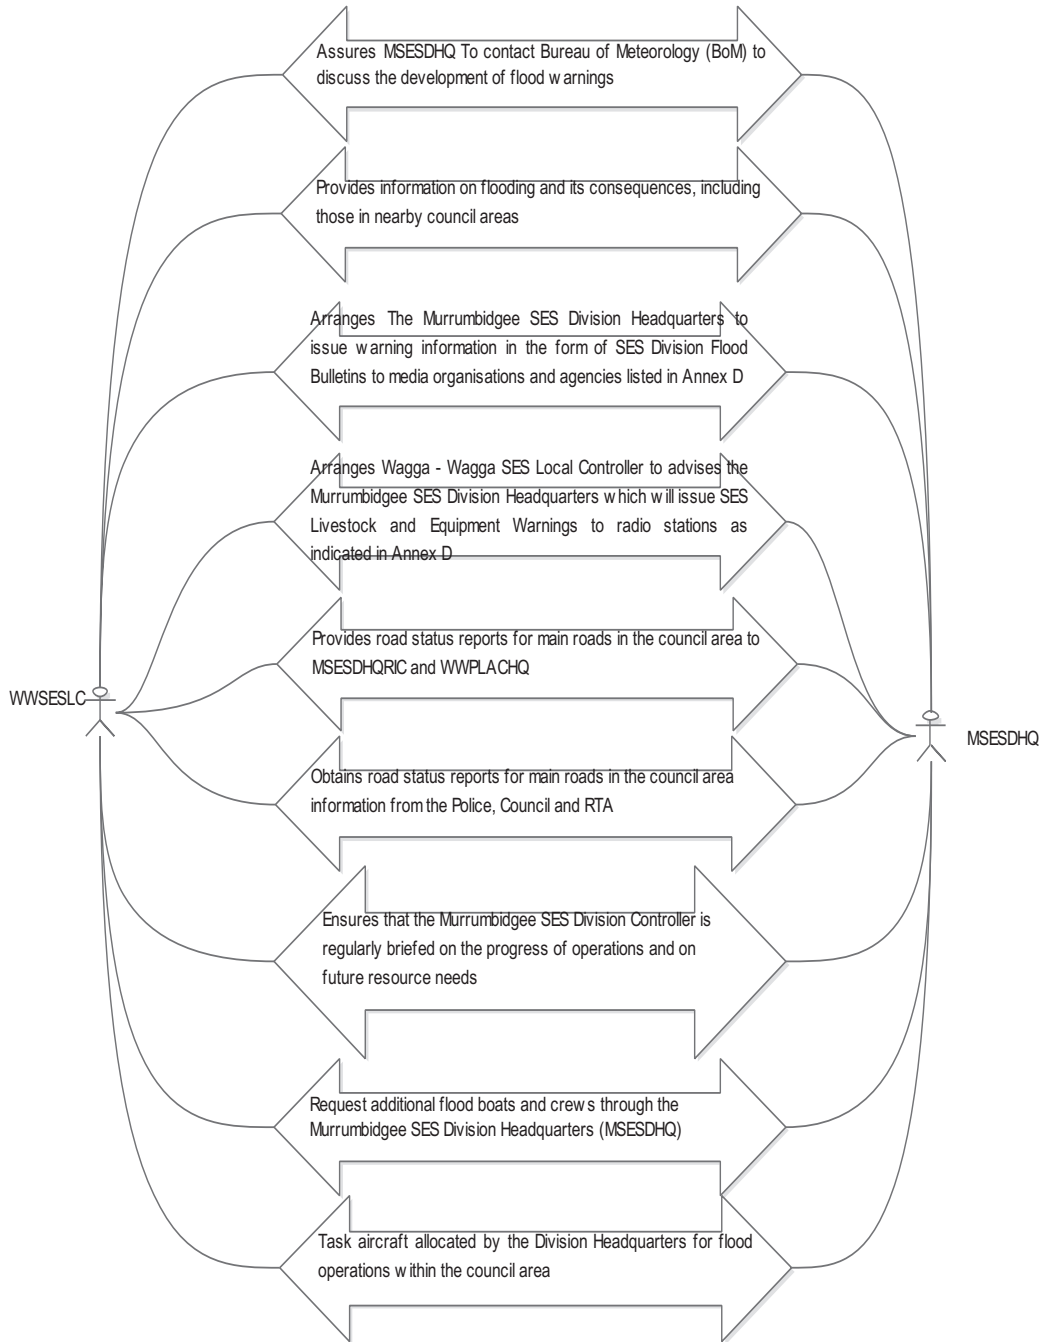 Assures MSESDHQ To contact Bureau of Meteorology (BoM) to
discuss the development of flood warnings
Provides information on flooding and its consequences, including
those in nearby council areas
Arranges The Murrumbidgee SES Division Headquarters to
issue warning information in the form of SES Division Flood
Bulletins to media organisations and agencies listed in Annex D
Arranges Wagga - Wagga SES Local Controller to advises the
Murrumbidgee SES Division Headquarters which will issue SES
Livestock and Equipment Warnings to radio stations as
indicated in Annex D
Provides road status reports for main roads in the council area to
MSESDHQRIC and WWPLACHQ
WWSESLC
MSESDHQ
Obtains road status reports for main roads in the council area
information from the Police, Council and RTA
Ensures that the Murrumbidgee SES Division Controller is
regularly briefed on the progress of operations and on
future resource needs
Request additional flood boats and crews through the
Murrumbidgee SES Division Headquarters (MSESDHQ)
Task aircraft allocated by the Division Headquarters for flood
operations within the council area